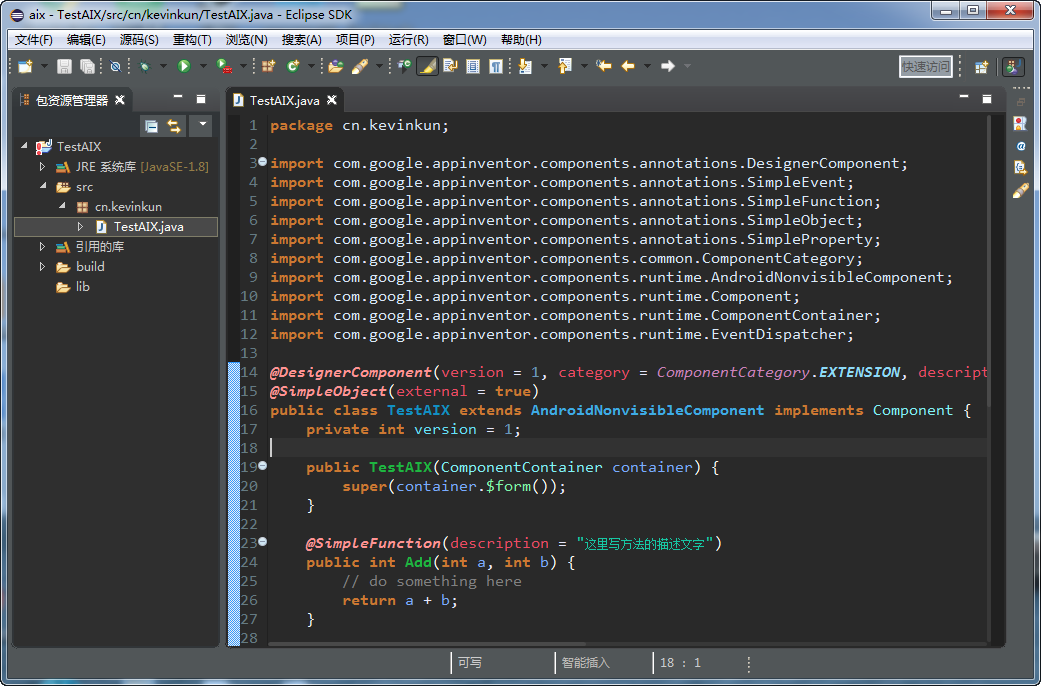 aix - TestAIX/src/cn/kevinkun/TestAIX.java - Eclipse SDK
文件(F) 编辑(E) 源码(S) 重构(T) 浏览(N) 搜索(A) 项目(P) 运行(R) 窗口(W) 帮助(H)
快速访问
包资源管理器
TestAIX
JRE 系统库 [JavaSE-1.8]
src
cn.kevinkun
TestAIX.java
引用的库
build
lib
TestAIX.java
1 package cn.kevinkun;
2
3 import com.google.appinventor.components.annotations.DesignerComponent;
4 import com.google.appinventor.components.annotations.SimpleEvent;
5 import com.google.appinventor.components.annotations.SimpleFunction;
6 import com.google.appinventor.components.annotations.SimpleObject;
7 import com.google.appinventor.components.annotations.SimpleProperty;
8 import com.google.appinventor.components.common.ComponentCategory;
9 import com.google.appinventor.components.runtime.AndroidNonvisibleComponent;
10 import com.google.appinventor.components.runtime.Component;
11 import com.google.appinventor.components.runtime.ComponentContainer;
12 import com.google.appinventor.components.runtime.EventDispatcher;
13
14 @DesignerComponent(version = 1, category = ComponentCategory.EXTENSION, descript
15 @SimpleObject(external = true)
16 public class TestAIX extends AndroidNonvisibleComponent implements Component {
17 private int version = 1;
18
19 public TestAIX(ComponentContainer container) {
20 super(container.$form());
21 }
22
23 @SimpleFunction(description = "这里写方法的描述文字")
24 public int Add(int a, int b) {
25 // do something here
26 return a + b;
27 }
28
可写 智能插入 18 : 1